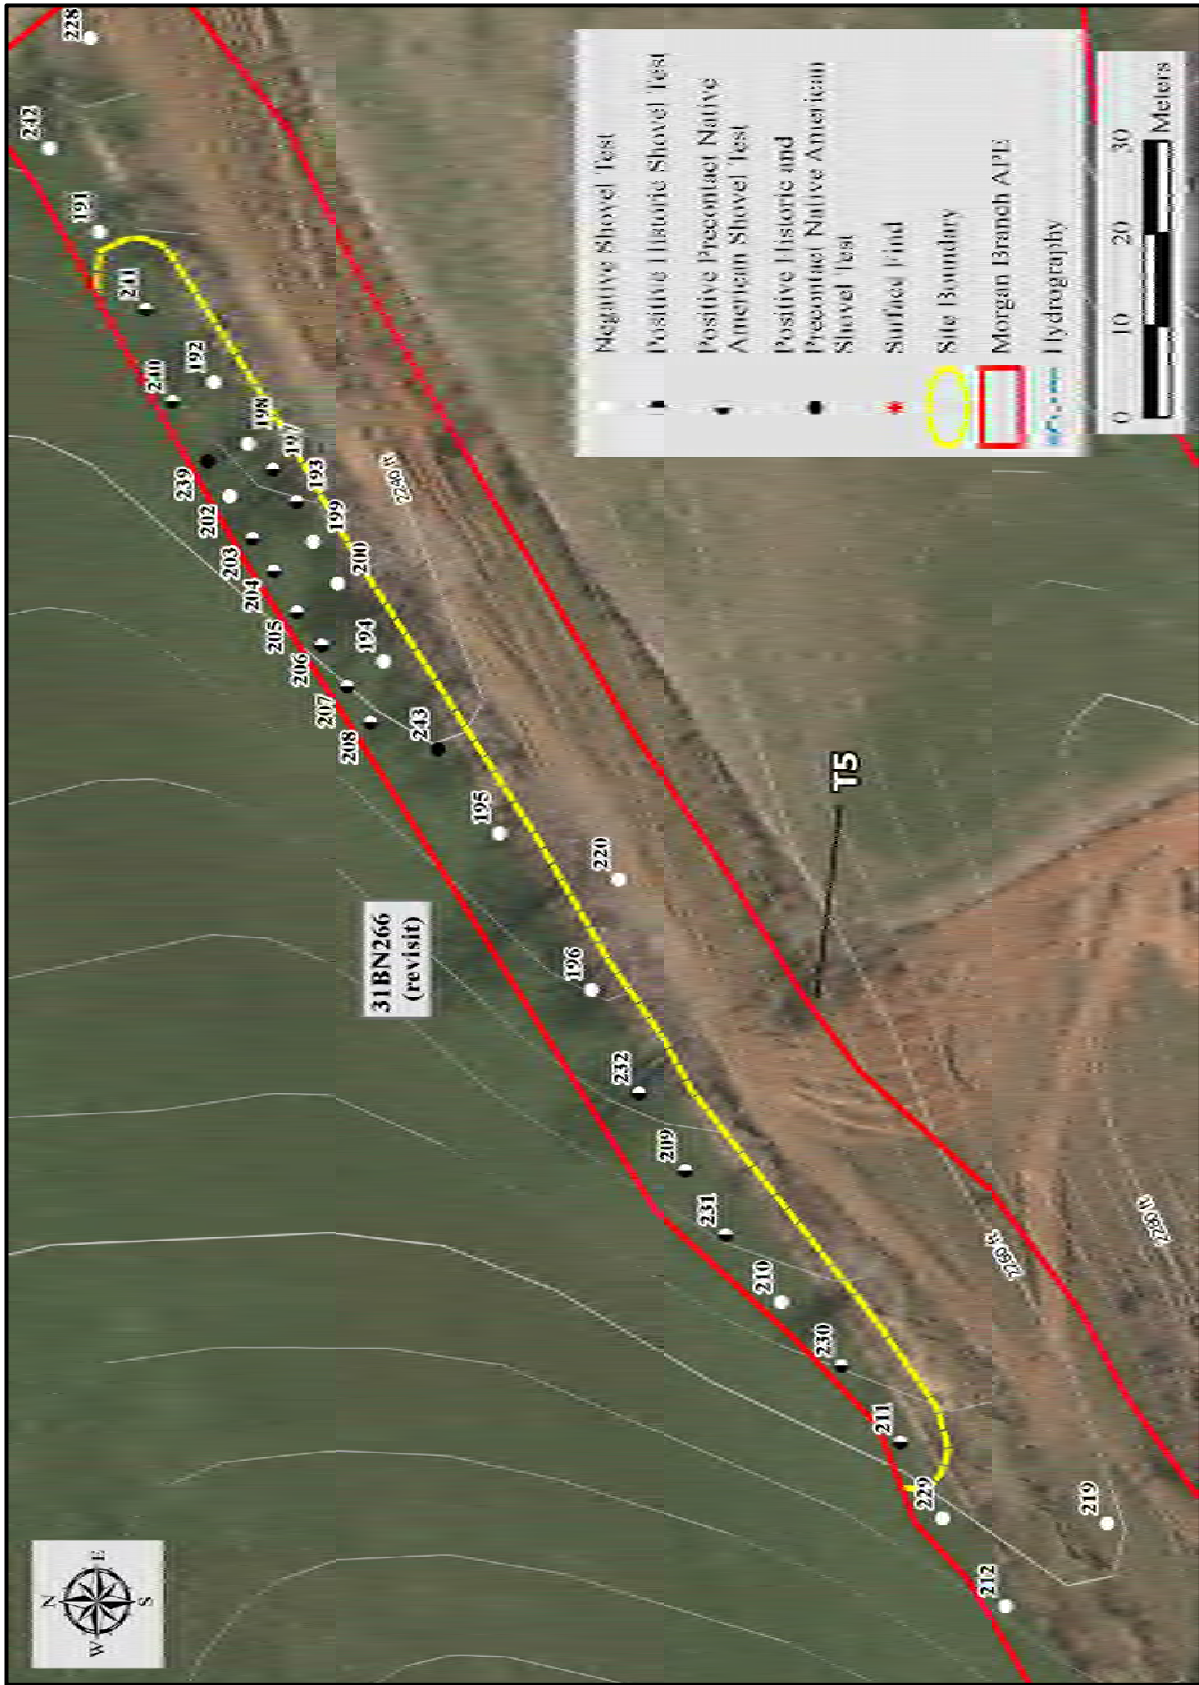 N
W E
S
228
242
191
241
192
240
198
197
239
193
202
199
203
200
204
205
194
206
207
243
208
195
220
196
232
209
231
210
230
211
229
219
212
31BN266
(revisit)
T5
2240 ft
2260 ft
2280 ft
Negative Shovel Test
Positive Historic Shovel Test
Positive Precontact Native
American Shovel Test
Positive Historic and
Precontact Native American
Shovel Test
Surface Find
Site Boundary
Morgan Branch APE
Hydrography
0 10 20 30
Meters